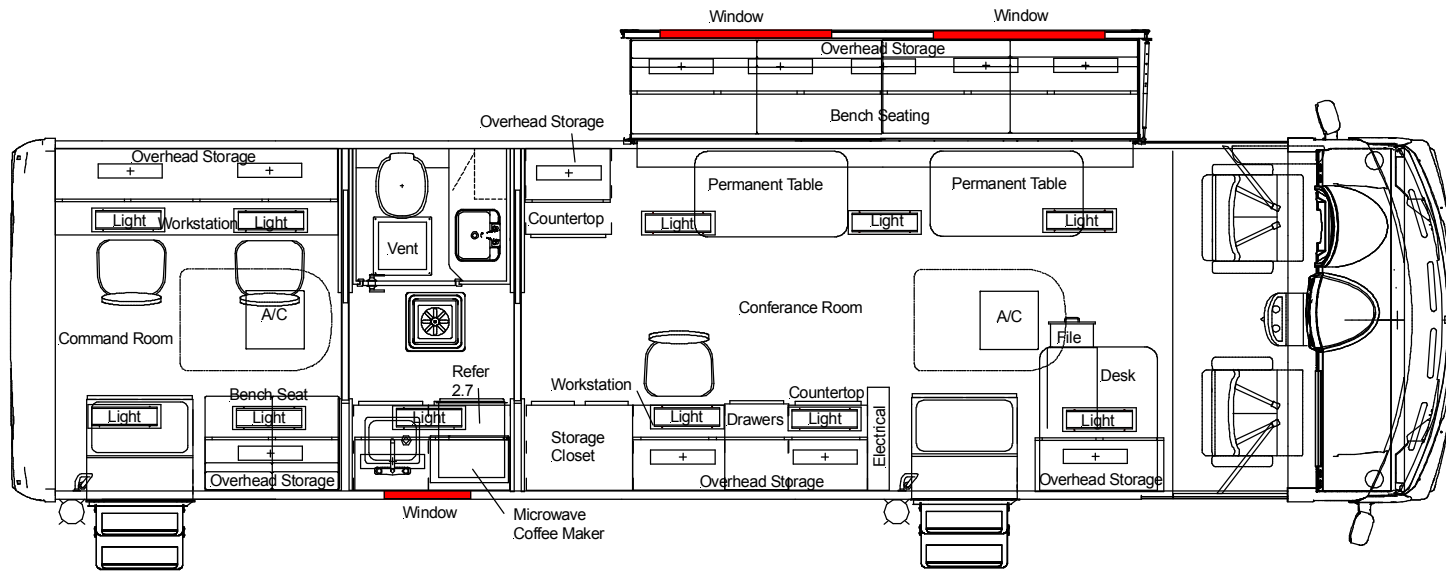 Window
Window
Overhead Storage
Bench Seating
Overhead Storage
Overhead Storage
Permanent Table
Permanent Table
Light
Workstation
Light
Vent
Countertop
Light
Light
Light
Command Room
A/C
Conferance Room
A/C
File
Refer
2.7
Workstation
Desk
Bench Seat
Countertop
Light
Light
Light
Light
Drawers
Light
Light
Storage
Closet
Electrical
Overhead Storage
Overhead Storage
Overhead Storage
Window
Microwave
Coffee Maker